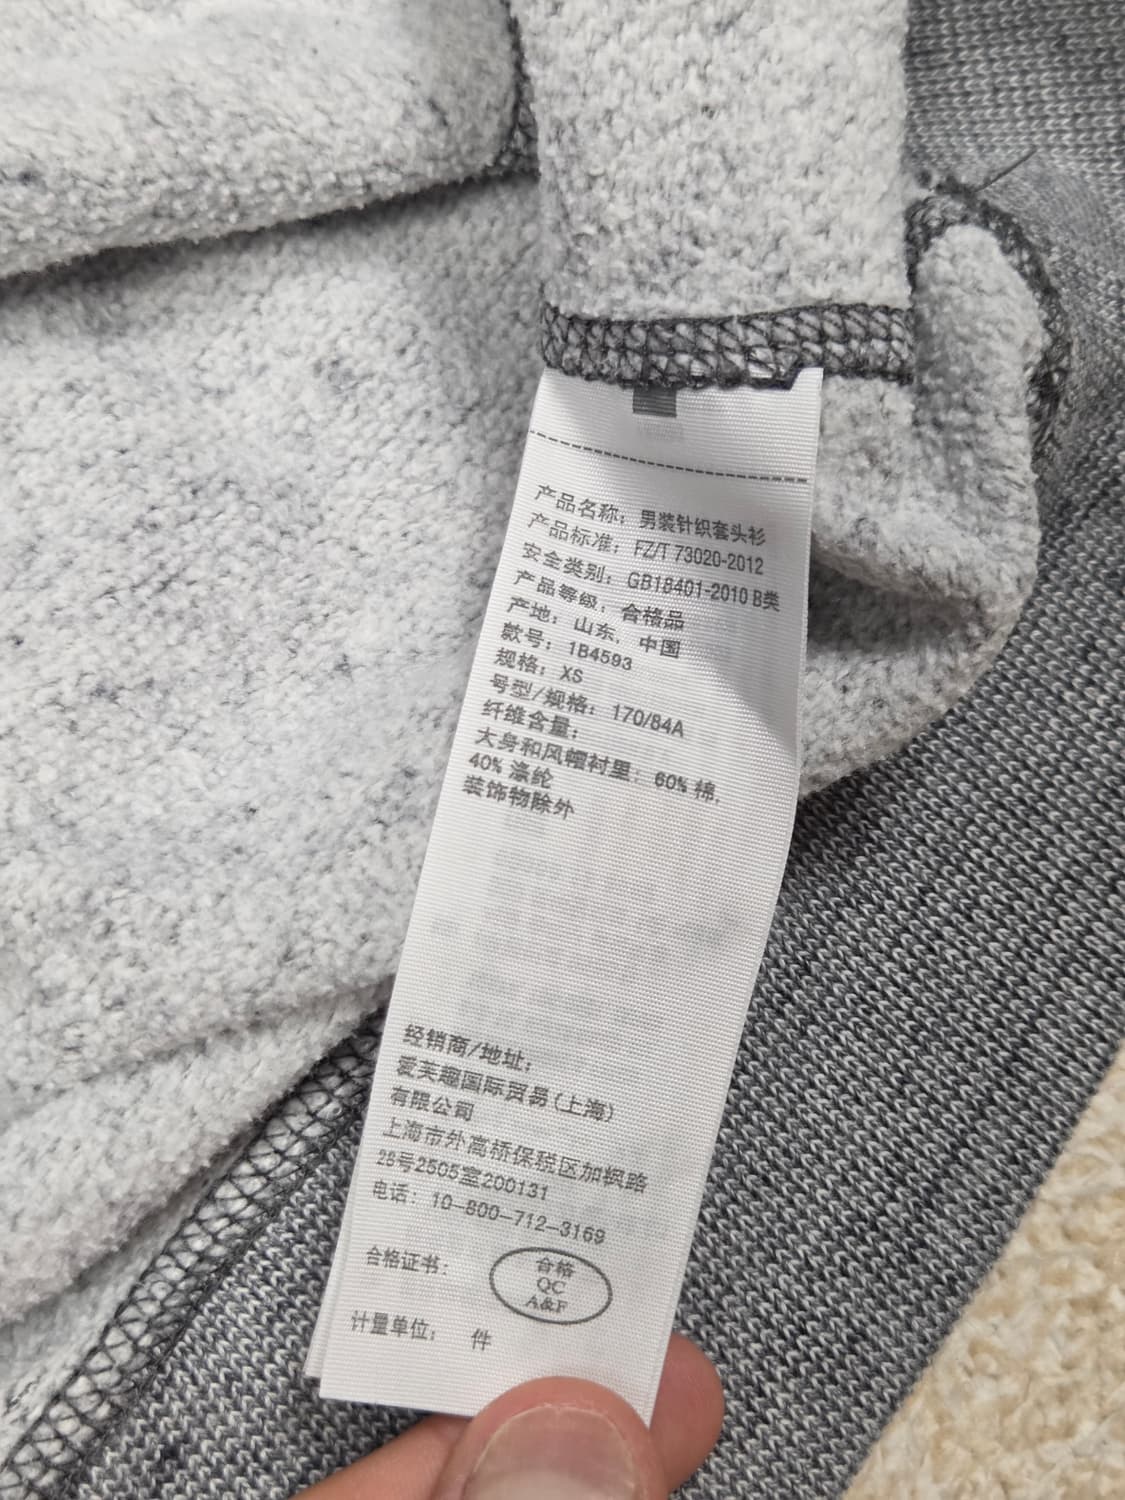 产品名称: 男装针织套头衫
产品标准: FZ/T 73020-2012
安全类别: GB18401-2010 B类
产品等级: 合格品
产地: 山东, 中国
款号: 1B4593
规格: XS
号型/规格: 170/84A
纤维含量:
大身和风帽衬里: 60% 棉,
40% 涤纶
装饰物除外
经销商/地址:
爱芙趣国际贸易(上海)
有限公司
上海市外高桥保税区加枫路
26号2505室200131
电话: 10-800-712-3169
合格证书:
合格
QC
A&F
计量单位: 件